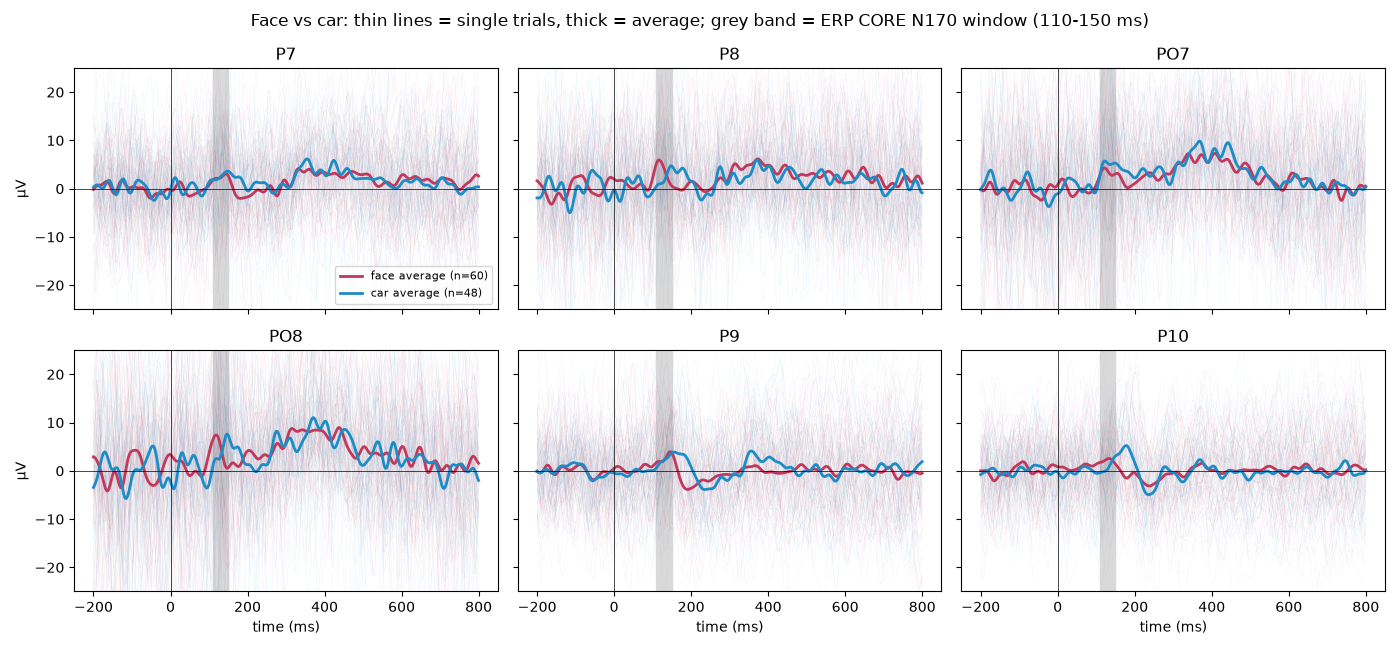 Face vs car: thin lines = single trials, thick = average; grey band = ERP CORE N170 window (110-150 ms)
P7
P8
PO7
20
10
0
−10
−20
µV
face average (n=60)
car average (n=48)
PO8
P9
P10
20
10
0
−10
−20
µV
−200 0 200 400 600 800
−200 0 200 400 600 800
−200 0 200 400 600 800
time (ms)
time (ms)
time (ms)